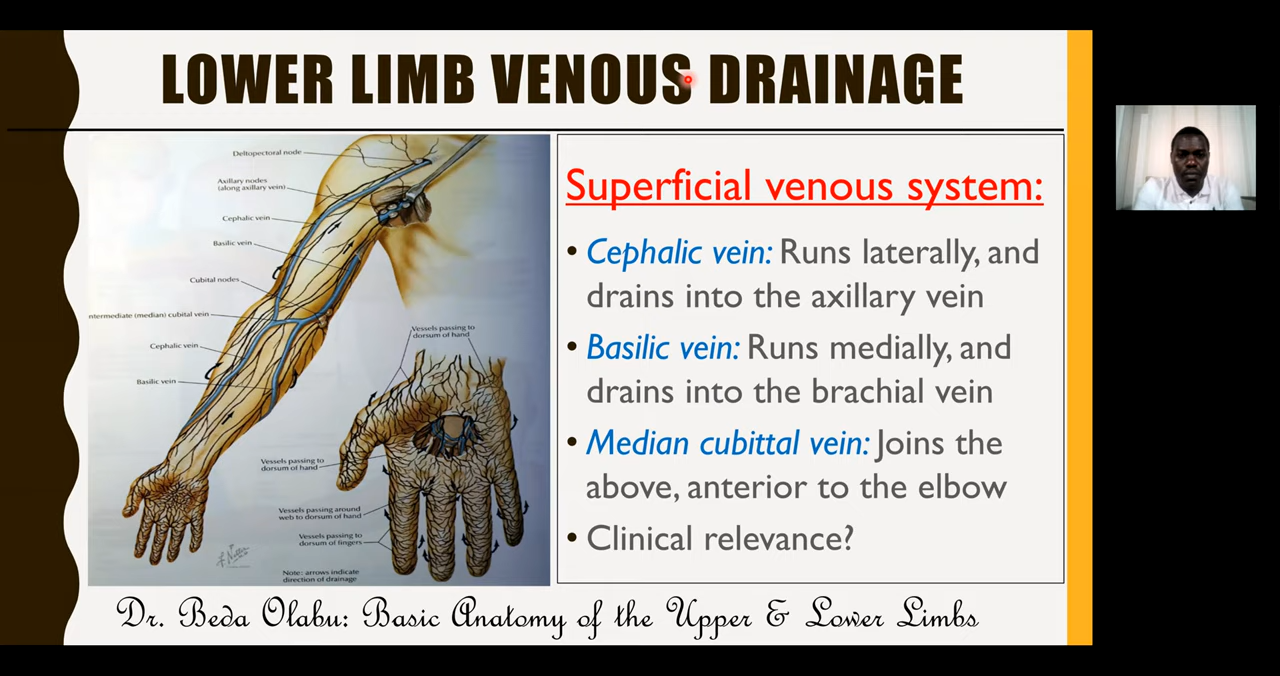 LOWER LIMB VENOUS DRAINAGE
Deltopectoral node
Axillary nodes
(along axillary vein)
Cephalic vein
Basilic vein
Cubital nodes
ntermediate (median) cubital vein
Cephalic vein
Basilic vein
Vessels passing to
dorsum of hand
Vessels passing to
dorsum of hand
Vessels passing around
web to dorsum of hand
Vessels passing to
dorsum of fingers
Note: arrows indicate
direction of drainage
F. Netter
Superficial venous system:
• Cephalic vein: Runs laterally, and
drains into the axillary vein
• Basilic vein: Runs medially, and
drains into the brachial vein
• Median cubittal vein: Joins the
above, anterior to the elbow
• Clinical relevance?
Dr. Beda Olabu: Basic Anatomy of the Upper & Lower Limbs